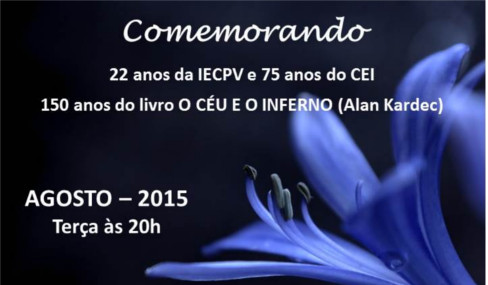 Comemorando
22 anos da IECPV e 75 anos do CEI
150 anos do livro O CÉU E O INFERNO (Alan Kardec)
AGOSTO – 2015
Terça às 20h